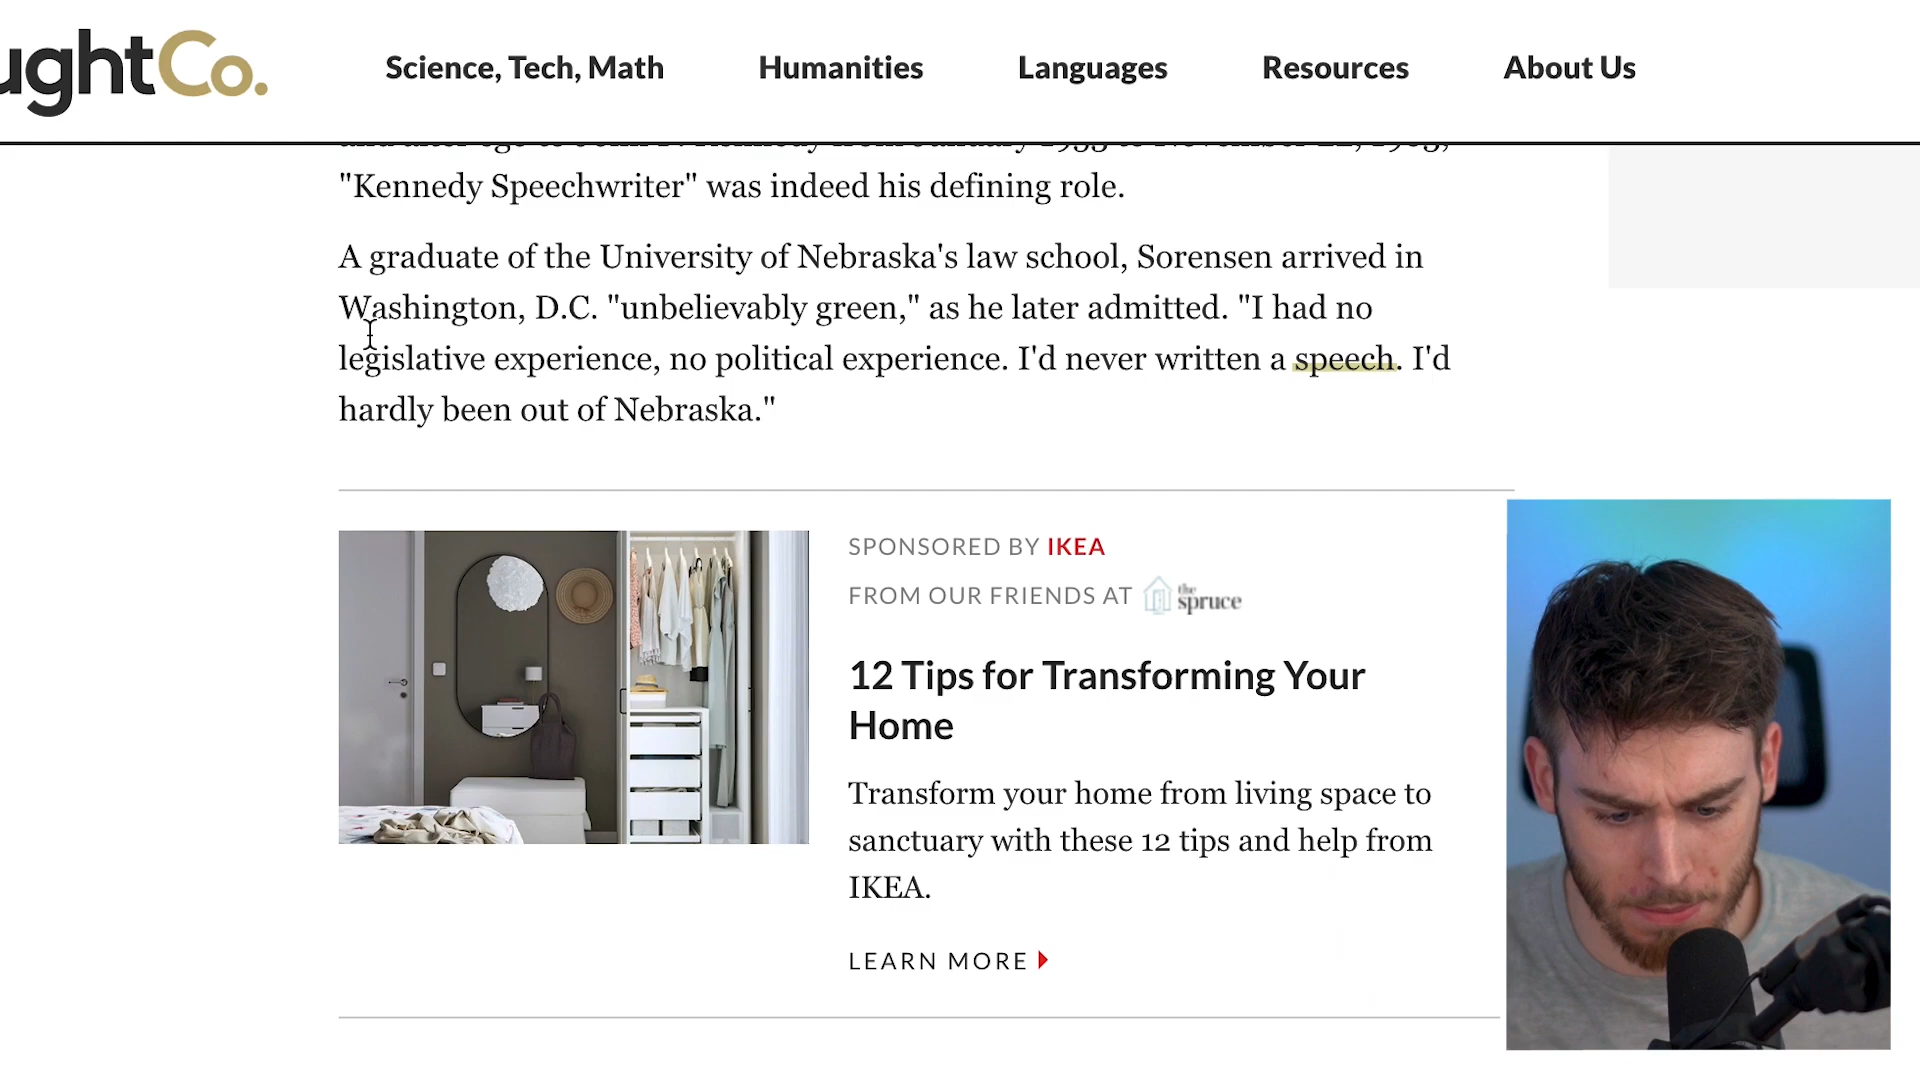 ughtCo.
Science, Tech, Math
Humanities
Languages
Resources
About Us
"Kennedy Speechwriter" was indeed his defining role.
A graduate of the University of Nebraska's law school, Sorensen arrived in
Washington, D.C. "unbelievably green," as he later admitted. "I had no
legislative experience, no political experience. I'd never written a speech. I'd
hardly been out of Nebraska."
SPONSORED BY IKEA
FROM OUR FRIENDS AT the spruce
12 Tips for Transforming Your
Home
Transform your home from living space to
sanctuary with these 12 tips and help from
IKEA.
LEARN MORE